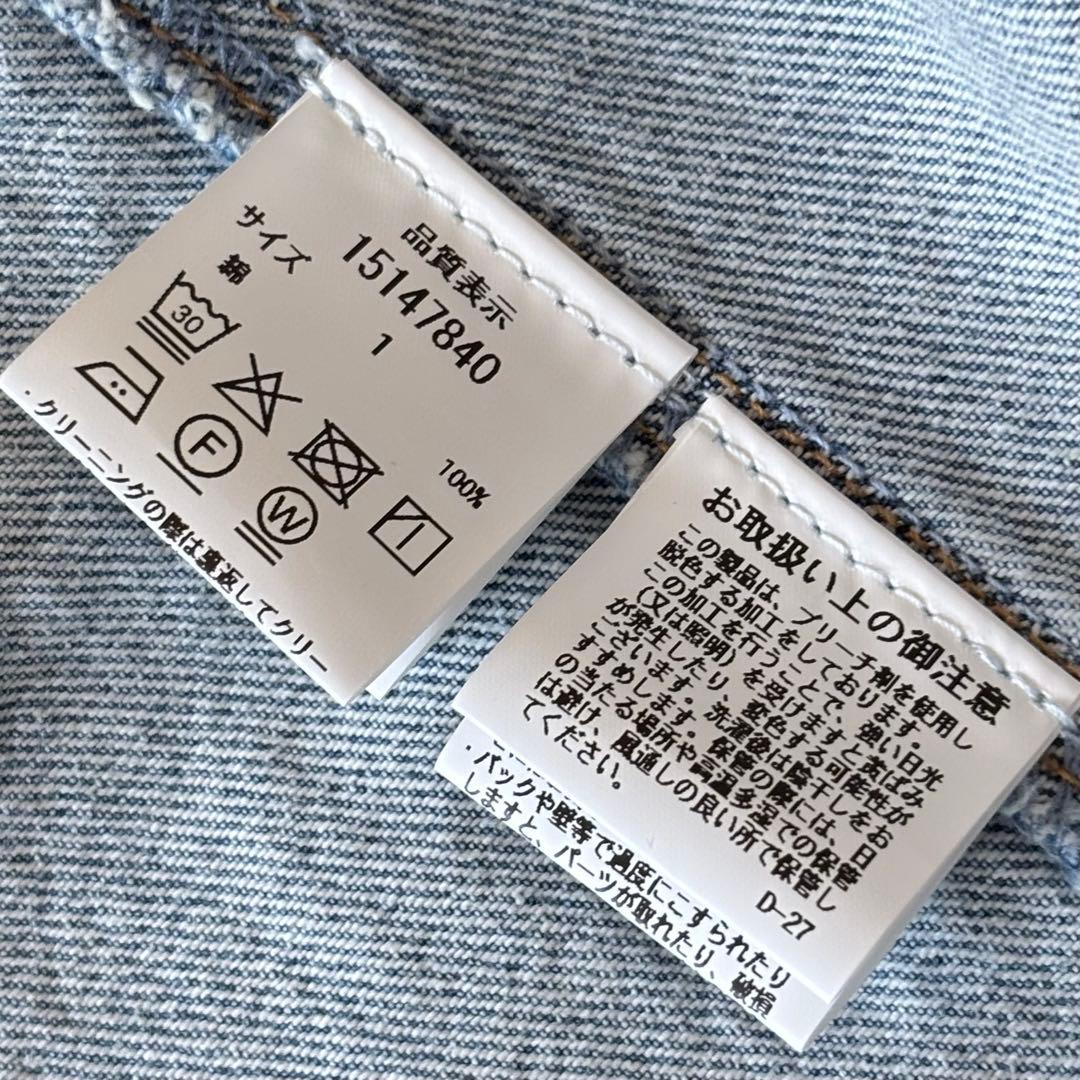 品質表示
15147840
サイズ 1
綿 100%
30
F
W
・クリーニングの際は裏返してクリー
お取扱い上の御注意
この製品は、ブリーチ剤を使用し
脱色する加工をしております。
この加工を行うことで、強い日光
(又は照明)を受けますと黄ばみ
が発生したり、変色する可能性が
ございます。洗濯後は陰干しをお
すすめします。保管の際には、日
の当たる場所や高温多湿での保管
は避け、風通しの良い所で保管し
てください。
D-27
・バックや壁等で過度にこすられたり
しますと、パーツが取れたり、破損